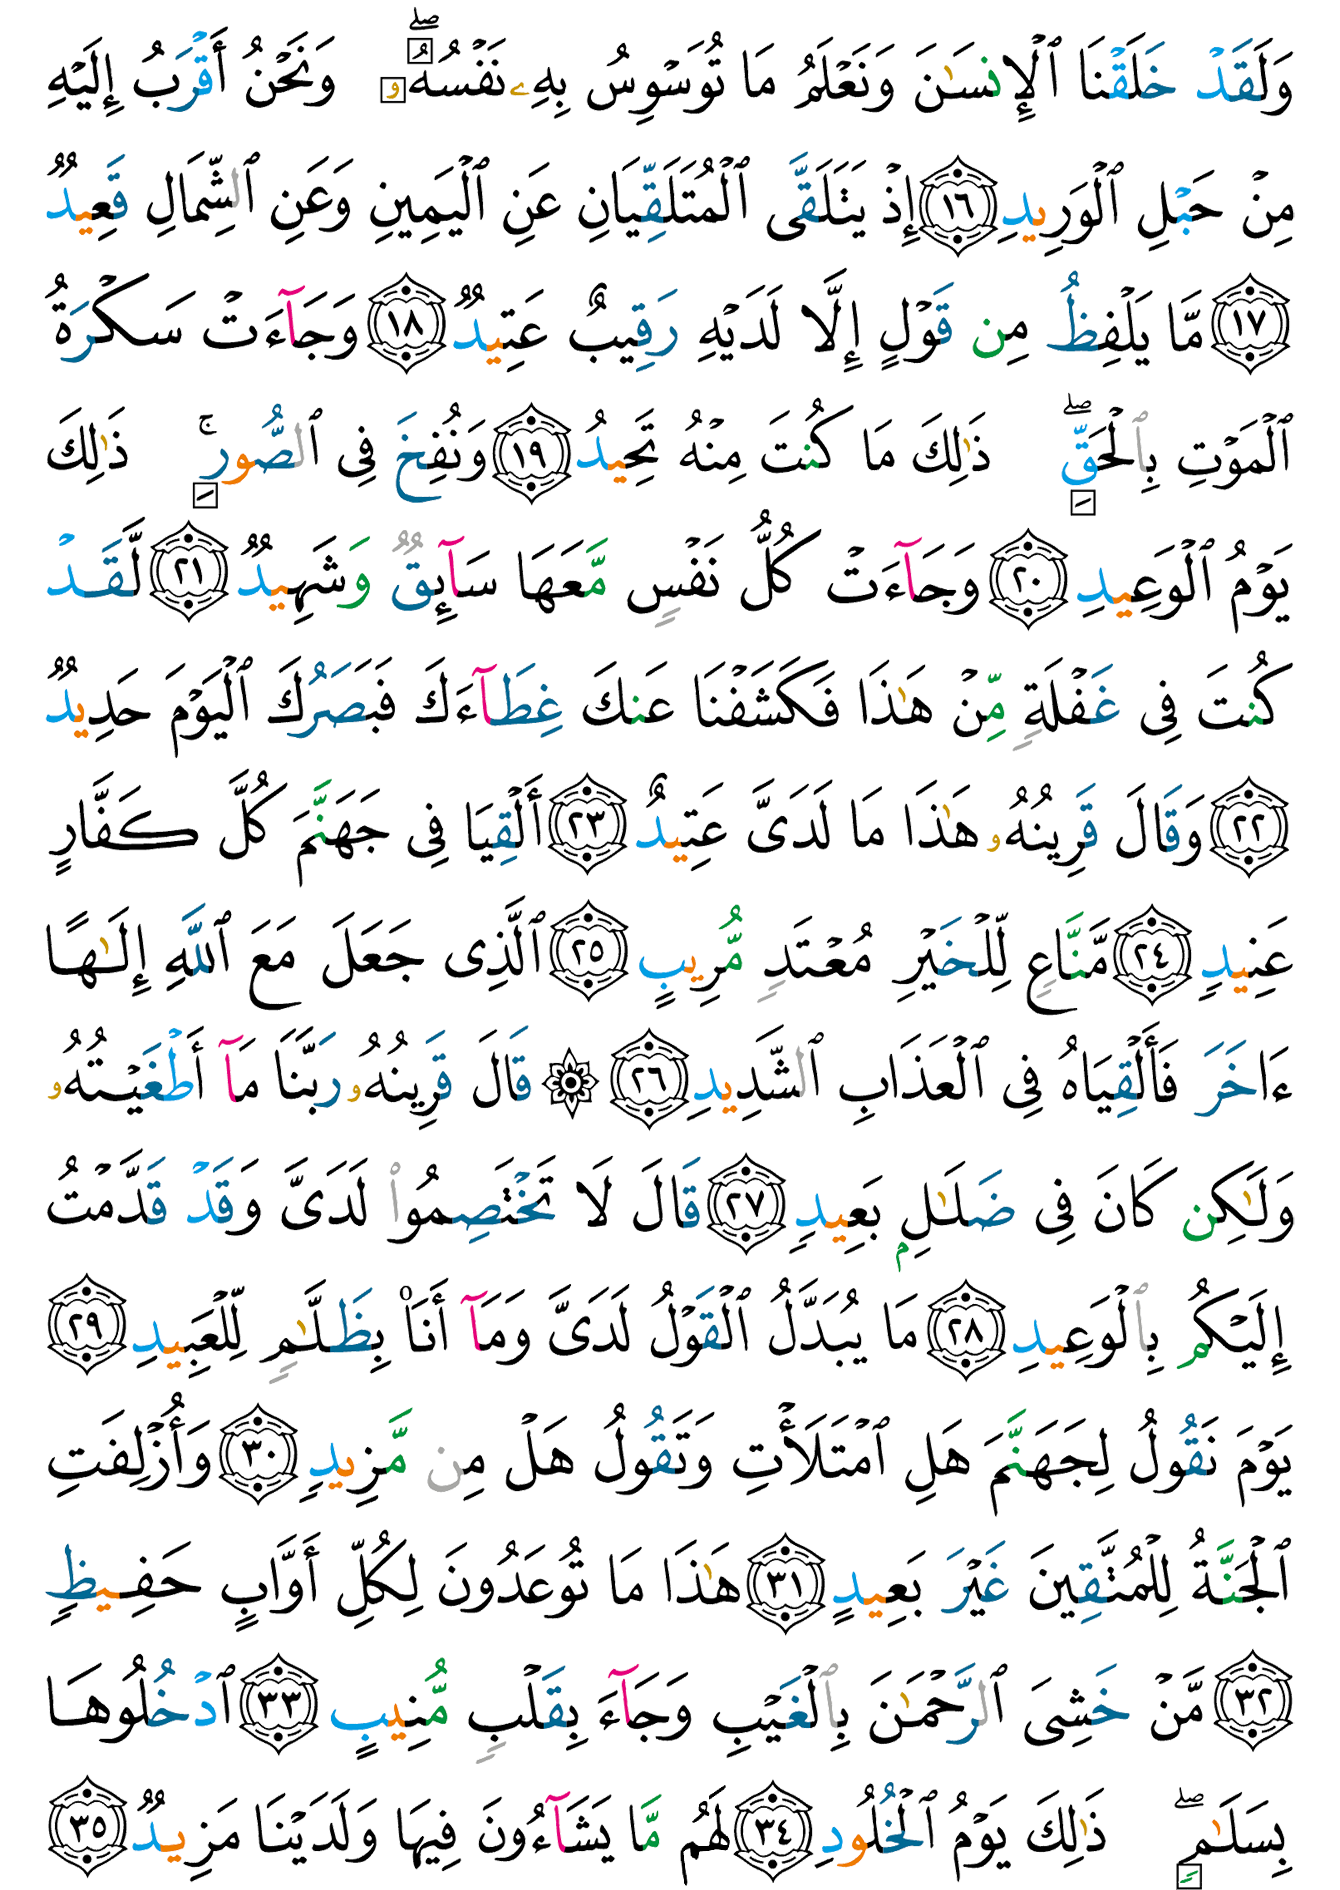 وَلَقَدْ خَلَقْنَا ٱلْإِنسَـٰنَ وَنَعْلَمُ مَا تُوَسْوِسُ بِهِۦ نَفْسُهُۥ ۖ وَنَحْنُ أَقْرَبُ إِلَيْهِ
مِنْ حَبْلِ ٱلْوَرِيدِ ١٦ إِذْ يَتَلَقَّى ٱلْمُتَلَقِّيَانِ عَنِ ٱلْيَمِينِ وَعَنِ ٱلشِّمَالِ قَعِيدٌ
١٧ مَّا يَلْفِظُ مِن قَوْلٍ إِلَّا لَدَيْهِ رَقِيبٌ عَتِيدٌ ١٨ وَجَآءَتْ سَكْرَةُ
ٱلْمَوْتِ بِٱلْحَقِّ ۖ ذَٰلِكَ مَا كُنتَ مِنْهُ تَحِيدُ ١٩ وَنُفِخَ فِى ٱلصُّورِ ۚ ذَٰلِكَ
يَوْمُ ٱلْوَعِيدِ ٢٠ وَجَآءَتْ كُلُّ نَفْسٍ مَّعَهَا سَآئِقٌ وَشَهِيدٌ ٢١ لَّقَدْ
كُنتَ فِى غَفْلَةٍ مِّنْ هَـٰذَا فَكَشَفْنَا عَنكَ غِطَآءَكَ فَبَصَرُكَ ٱلْيَوْمَ حَدِيدٌ
٢٢ وَقَالَ قَرِينُهُۥ هَـٰذَا مَا لَدَىَّ عَتِيدٌ ٢٣ أَلْقِيَا فِى جَهَنَّمَ كُلَّ كَفَّارٍ
عَنِيدٍ ٢٤ مَّنَّاعٍ لِّلْخَيْرِ مُعْتَدٍ مُّرِيبٍ ٢٥ ٱلَّذِى جَعَلَ مَعَ ٱللَّهِ إِلَـٰهًا
ءَاخَرَ فَأَلْقِيَاهُ فِى ٱلْعَذَابِ ٱلشَّدِيدِ ٢٦ ۞ قَالَ قَرِينُهُۥ رَبَّنَا مَآ أَطْغَيْتُهُۥ
وَلَـٰكِن كَانَ فِى ضَلَـٰلٍۭ بَعِيدٍ ٢٧ قَالَ لَا تَخْتَصِمُوا۟ لَدَىَّ وَقَدْ قَدَّمْتُ
إِلَيْكُم بِٱلْوَعِيدِ ٢٨ مَا يُبَدَّلُ ٱلْقَوْلُ لَدَىَّ وَمَآ أَنَا۠ بِظَلَّـٰمٍ لِّلْعَبِيدِ ٢٩
يَوْمَ نَقُولُ لِجَهَنَّمَ هَلِ ٱمْتَلَأْتِ وَتَقُولُ هَلْ مِن مَّزِيدٍ ٣٠ وَأُزْلِفَتِ
ٱلْجَنَّةُ لِلْمُتَّقِينَ غَيْرَ بَعِيدٍ ٣١ هَـٰذَا مَا تُوعَدُونَ لِكُلِّ أَوَّابٍ حَفِيظٍ
٣٢ مَّنْ خَشِىَ ٱلرَّحْمَـٰنَ بِٱلْغَيْبِ وَجَآءَ بِقَلْبٍ مُّنِيبٍ ٣٣ ٱدْخُلُوهَا
بِسَلَـٰمٍ ۖ ذَٰلِكَ يَوْمُ ٱلْخُلُودِ ٣٤ لَهُم مَّا يَشَآءُونَ فِيهَا وَلَدَيْنَا مَزِيدٌ ٣٥